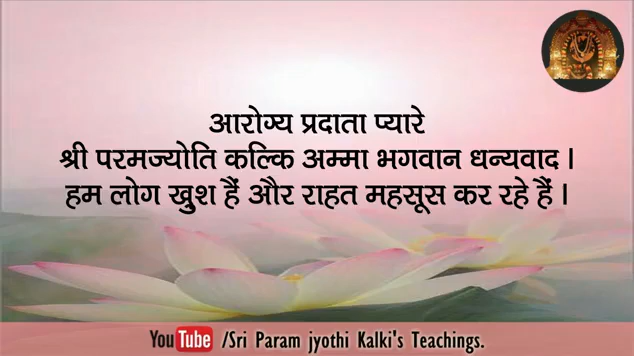 आरोग्य प्रदाता प्यारे
श्री परमज्योति कल्कि अम्मा भगवान धन्यवाद ।
हम लोग खुश हैं और राहत महसूस कर रहे हैं ।
YouTube /Sri Param jyothi Kalki's Teachings.